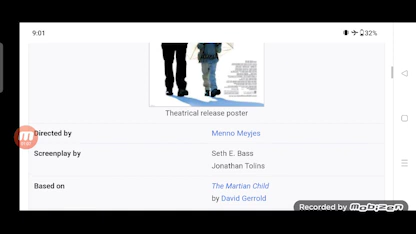 9:01
32%
Theatrical release poster
Directed by
Menno Meyjes
Screenplay by
Seth E. Bass
Jonathan Tolins
Based on
The Martian Child
by David Gerrold
Recorded by Mobizen